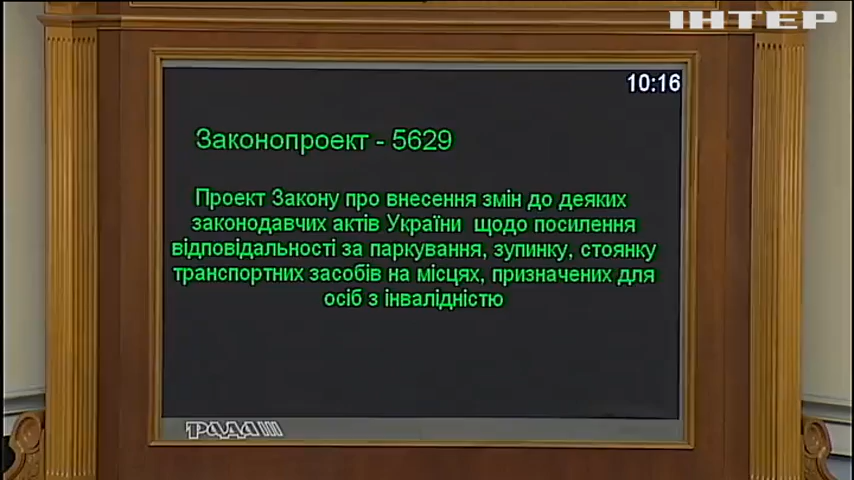 ІНТЕР
10:16
Законопроект - 5629
Проект Закону про внесення змін до деяких
законодавчих актів України щодо посилення
відповідальності за паркування, зупинку, стоянку
транспортних засобів на місцях, призначених для
осіб з інвалідністю
РАДА